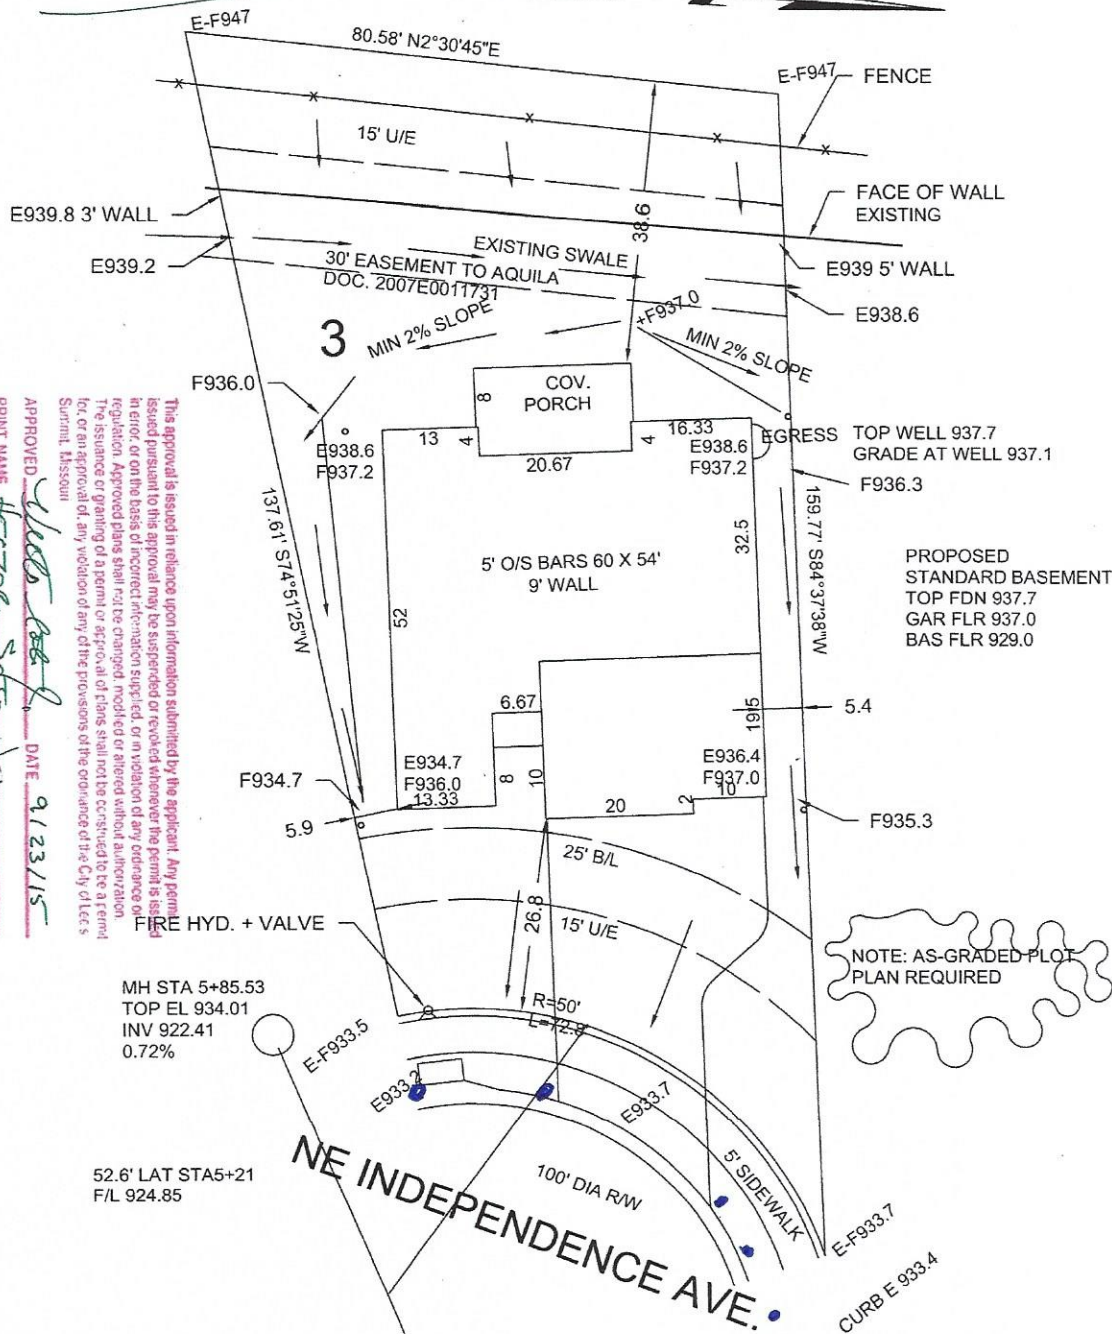 E-F947
80.58' N2°30'45"E
E-F947
FENCE
15' U/E
FACE OF WALL
EXISTING
E939.8 3' WALL
38.6
EXISTING SWALE
E939.2
30' EASEMENT TO AQUILA
DOC. 2007E0011731
E939 5' WALL
E938.6
+F937.0
3
MIN 2% SLOPE
MIN 2% SLOPE
F936.0
8
COV.
PORCH
13
4
20.67
4
16.33
E938.6
F937.2
E938.6
F937.2
EGRESS
TOP WELL 937.7
GRADE AT WELL 937.1
F936.3
137.61' S74°51'25"W
159.77' S84°37'38"W
32.5
5' O/S BARS 60 X 54'
9' WALL
52
PROPOSED
STANDARD BASEMENT
TOP FDN 937.7
GAR FLR 937.0
BAS FLR 929.0
6.67
19.5
5.4
F934.7
E934.7
F936.0
13.33
8
10
E936.4
F937.0
10
2
20
5.9
F935.3
25' B/L
FIRE HYD. + VALVE
26.8
15' U/E
NOTE: AS-GRADED PLOT
PLAN REQUIRED
MH STA 5+85.53
TOP EL 934.01
INV 922.41
0.72%
R=50'
L=72.8'
E-F933.5
E933.2
E933.7
5' SIDEWALK
52.6' LAT STA5+21
F/L 924.85
NE INDEPENDENCE AVE.
100' DIA R/W
E-F933.7
CURB E 933.4
This approval is issued in reliance upon information submitted by the applicant. Any permit
issued pursuant to this approval may be suspended or revoked whenever the permit is issued
in error, or on the basis of incorrect information supplied, or in violation of any ordinance or
regulation. Approved plans shall not be changed, modified or altered without authorization.
The issuance or granting of a permit or approval of plans shall not be construed to be a permit
for, or an approval of, any violation of any of the provisions of the ordinance of the City of Lee's
Summit, Missouri
APPROVED DATE 9/23/15
PRINT NAME